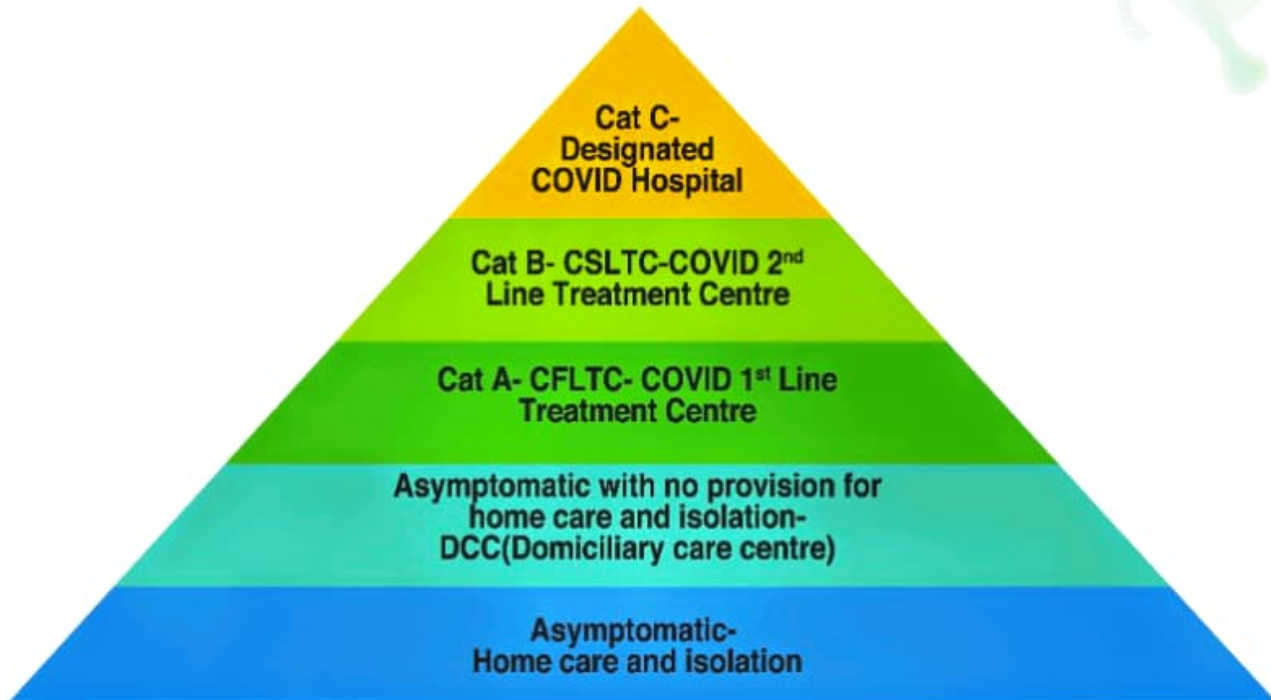 Cat C-
Designated
COVID Hospital
Cat B- CSLTC-COVID 2nd
Line Treatment Centre
Cat A- CFLTC- COVID 1st Line
Treatment Centre
Asymptomatic with no provision for
home care and isolation-
DCC(Domiciliary care centre)
Asymptomatic-
Home care and isolation